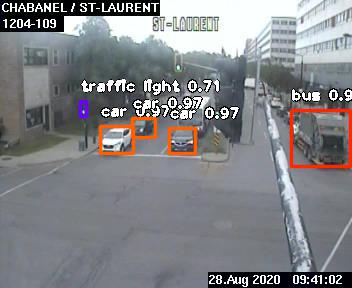 CHABANEL / ST-LAURENT
1204-109
ST-LAURENT
traffic light 0.71
car 0.97
car 0.97
car 0.97
bus 0.9
28.Aug 2020 09:41:02